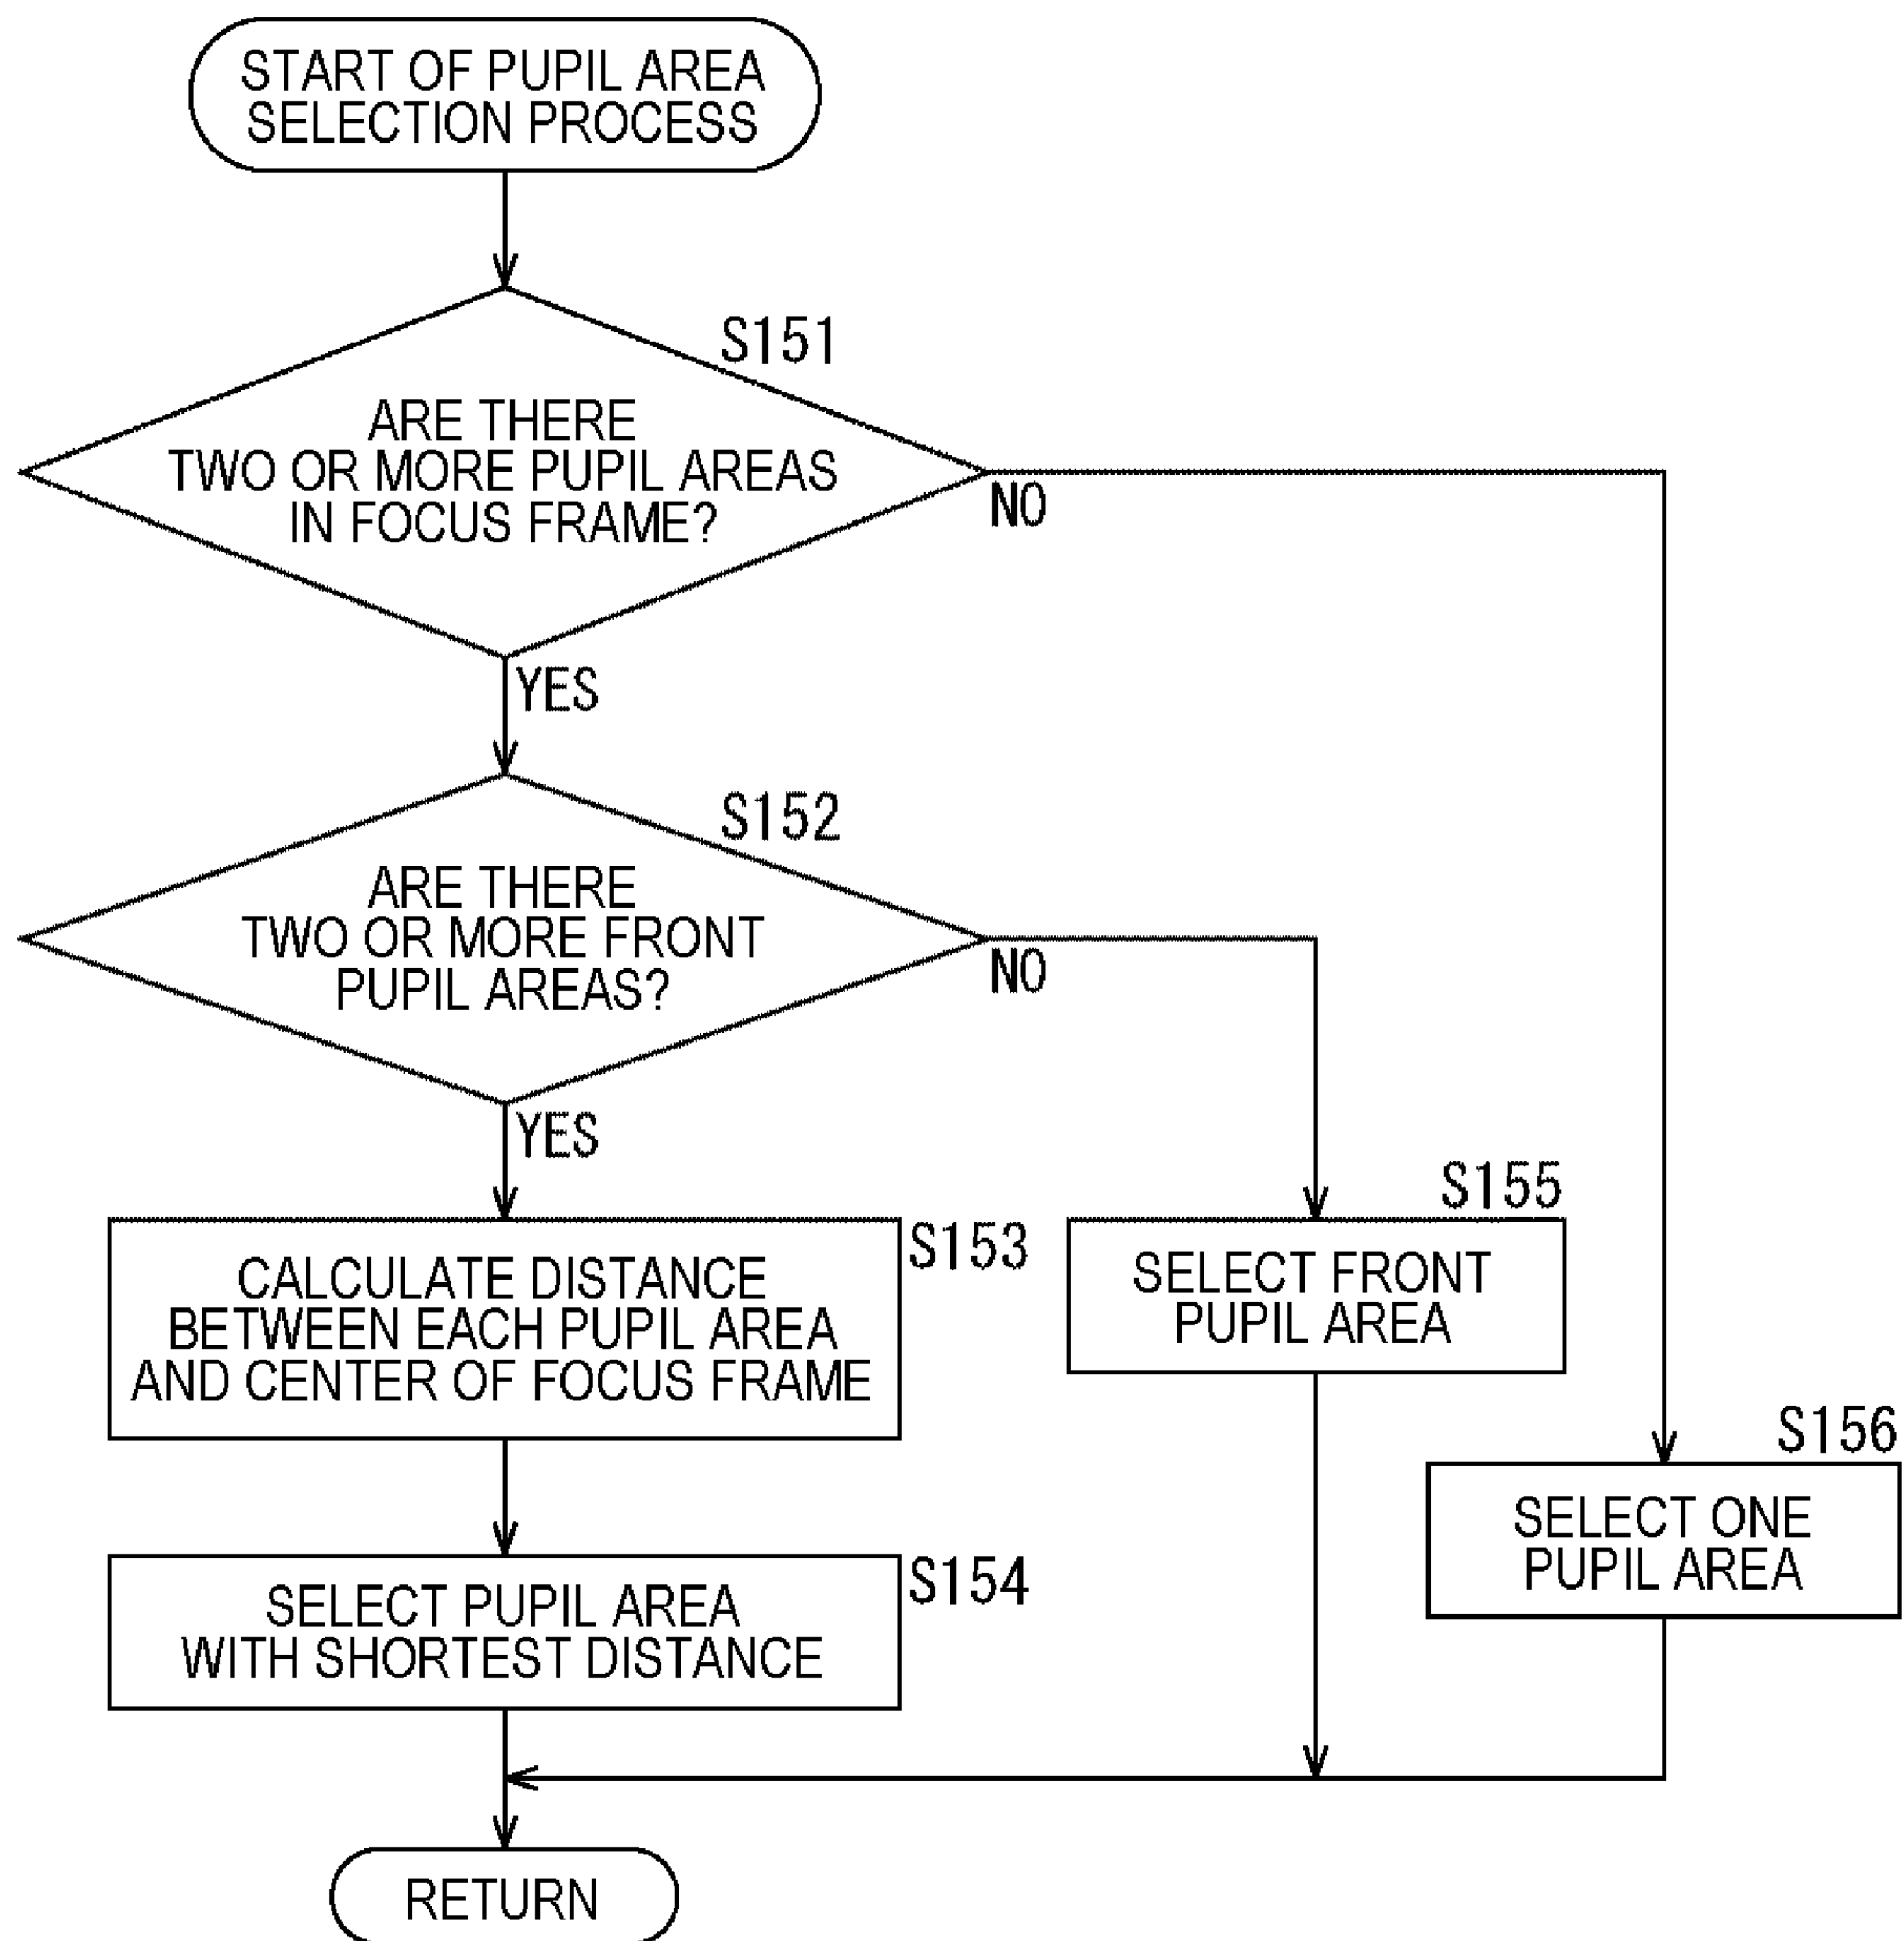 START OF PUPIL AREA
SELECTION PROCESS
S151
ARE THERE
TWO OR MORE PUPIL AREAS
IN FOCUS FRAME?
NO
YES
S152
ARE THERE
TWO OR MORE FRONT
PUPIL AREAS?
NO
YES
S153
CALCULATE DISTANCE
BETWEEN EACH PUPIL AREA
AND CENTER OF FOCUS FRAME
S155
SELECT FRONT
PUPIL AREA
S156
SELECT ONE
PUPIL AREA
S154
SELECT PUPIL AREA
WITH SHORTEST DISTANCE
RETURN